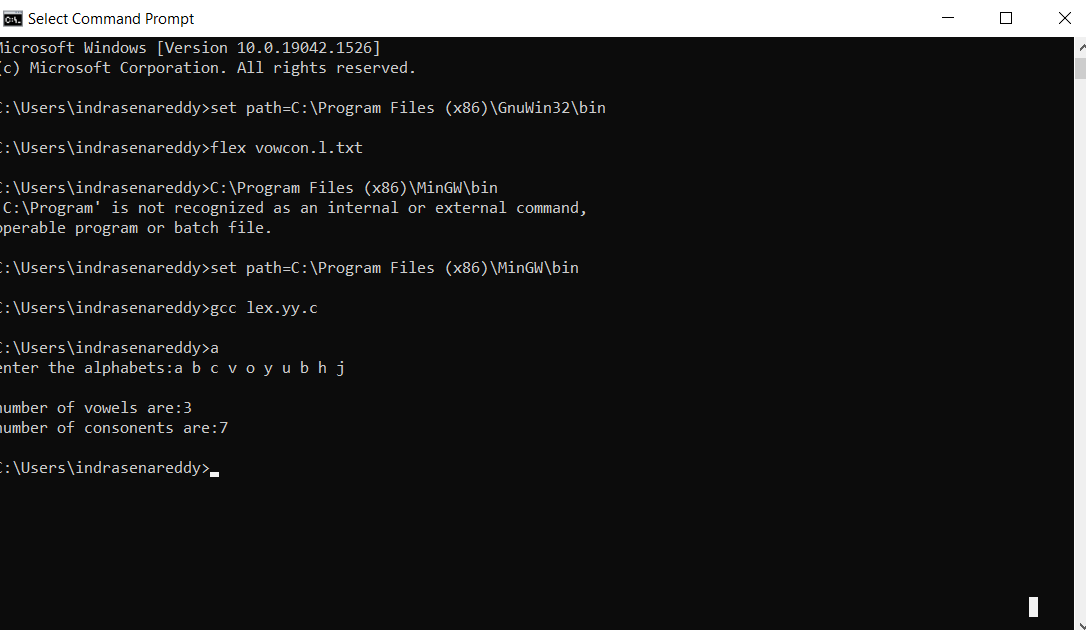 Select Command Prompt
Microsoft Windows [Version 10.0.19042.1526]
(c) Microsoft Corporation. All rights reserved.
C:\Users\indrasenareddy>set path=C:\Program Files (x86)\GnuWin32\bin
C:\Users\indrasenareddy>flex vowcon.l.txt
C:\Users\indrasenareddy>C:\Program Files (x86)\MinGW\bin
'C:\Program' is not recognized as an internal or external command,
operable program or batch file.
C:\Users\indrasenareddy>set path=C:\Program Files (x86)\MinGW\bin
C:\Users\indrasenareddy>gcc lex.yy.c
C:\Users\indrasenareddy>a
enter the alphabets:a b c v o y u b h j
number of vowels are:3
number of consonents are:7
C:\Users\indrasenareddy>